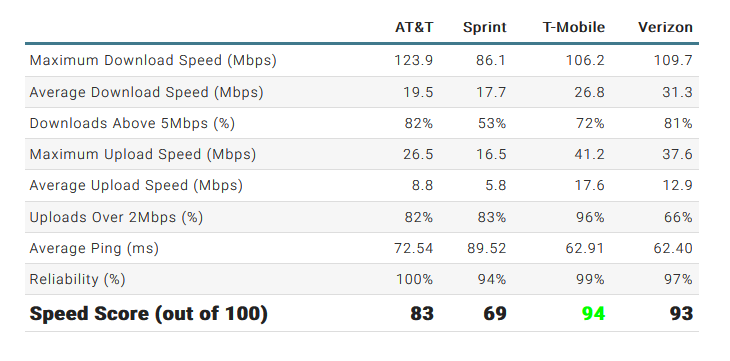 AT&T Sprint T-Mobile Verizon
Maximum Download Speed (Mbps) 123.9 86.1 106.2 109.7
Average Download Speed (Mbps) 19.5 17.7 26.8 31.3
Downloads Above 5Mbps (%) 82% 53% 72% 81%
Maximum Upload Speed (Mbps) 26.5 16.5 41.2 37.6
Average Upload Speed (Mbps) 8.8 5.8 17.6 12.9
Uploads Over 2Mbps (%) 82% 83% 96% 66%
Average Ping (ms) 72.54 89.52 62.91 62.40
Reliability (%) 100% 94% 99% 97%
Speed Score (out of 100) 83 69 94 93